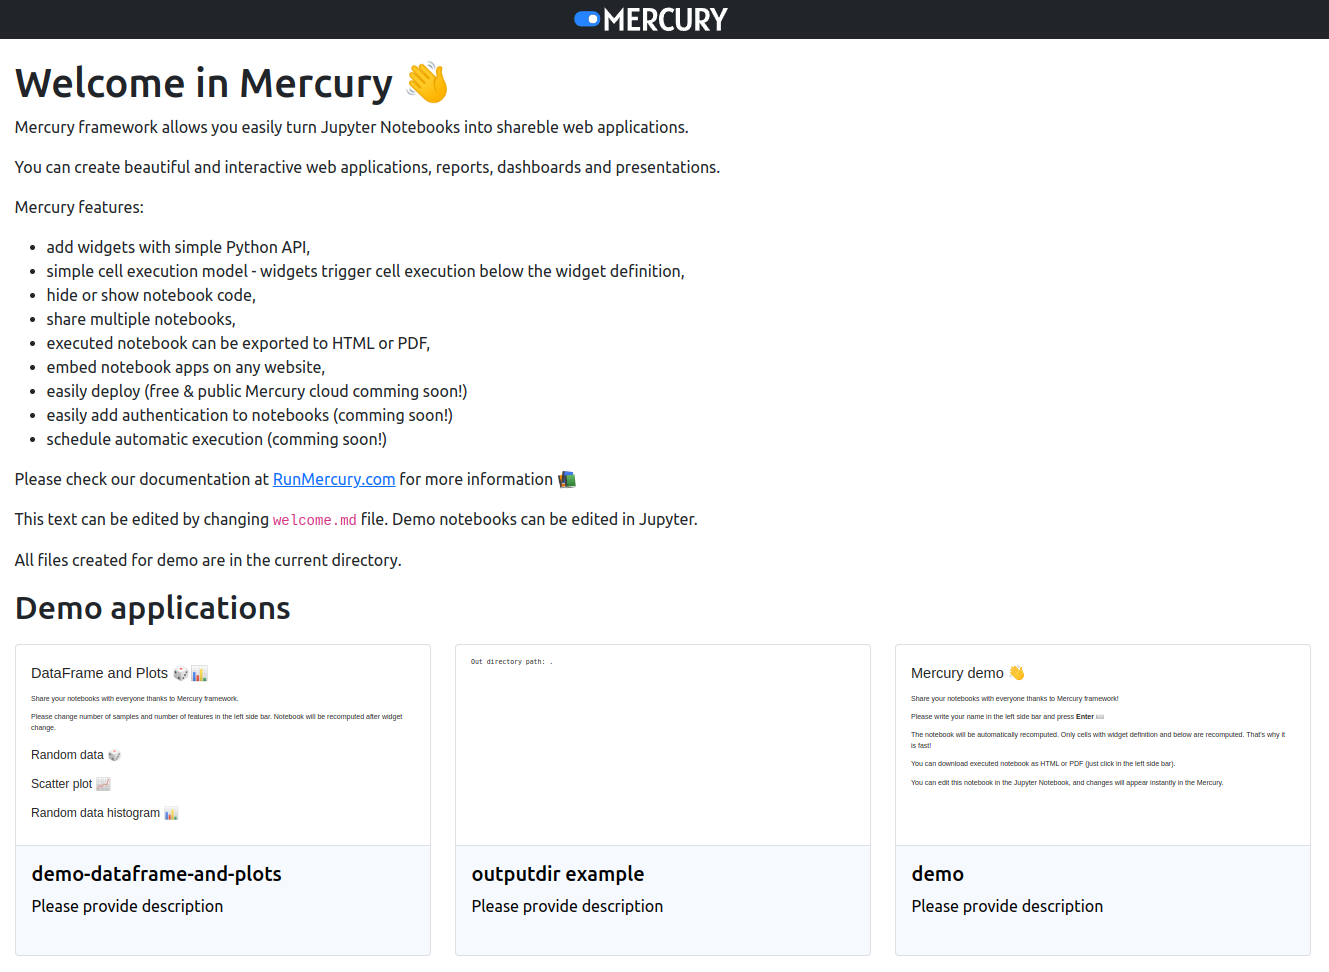 MERCURY
Welcome in Mercury 👋
Mercury framework allows you easily turn Jupyter Notebooks into shareble web applications.
You can create beautiful and interactive web applications, reports, dashboards and presentations.
Mercury features:
• add widgets with simple Python API,
• simple cell execution model - widgets trigger cell execution below the widget definition,
• hide or show notebook code,
• share multiple notebooks,
• executed notebook can be exported to HTML or PDF,
• embed notebook apps on any website,
• easily deploy (free & public Mercury cloud comming soon!)
• easily add authentication to notebooks (comming soon!)
• schedule automatic execution (comming soon!)
Please check our documentation at RunMercury.com for more information 📚
This text can be edited by changing welcome.md file. Demo notebooks can be edited in Jupyter.
All files created for demo are in the current directory.
Demo applications
DataFrame and Plots 🎲📊
Share your notebooks with everyone thanks to Mercury framework.
Please change number of samples and number of features in the left side bar. Notebook will be recomputed after widget
change.
Random data 🎲
Scatter plot 📈
Random data histogram 📊
demo-dataframe-and-plots
Please provide description
Out directory path: .
outputdir example
Please provide description
Mercury demo 👋
Share your notebooks with everyone thanks to Mercury framework!
Please write your name in the left side bar and press Enter 📖
The notebook will be automatically recomputed. Only cells with widget definition and below are recomputed. That's why it
is fast!
You can download executed notebook as HTML or PDF (just click in the left side bar).
You can edit this notebook in the Jupyter Notebook, and changes will appear instantly in the Mercury.
demo
Please provide description